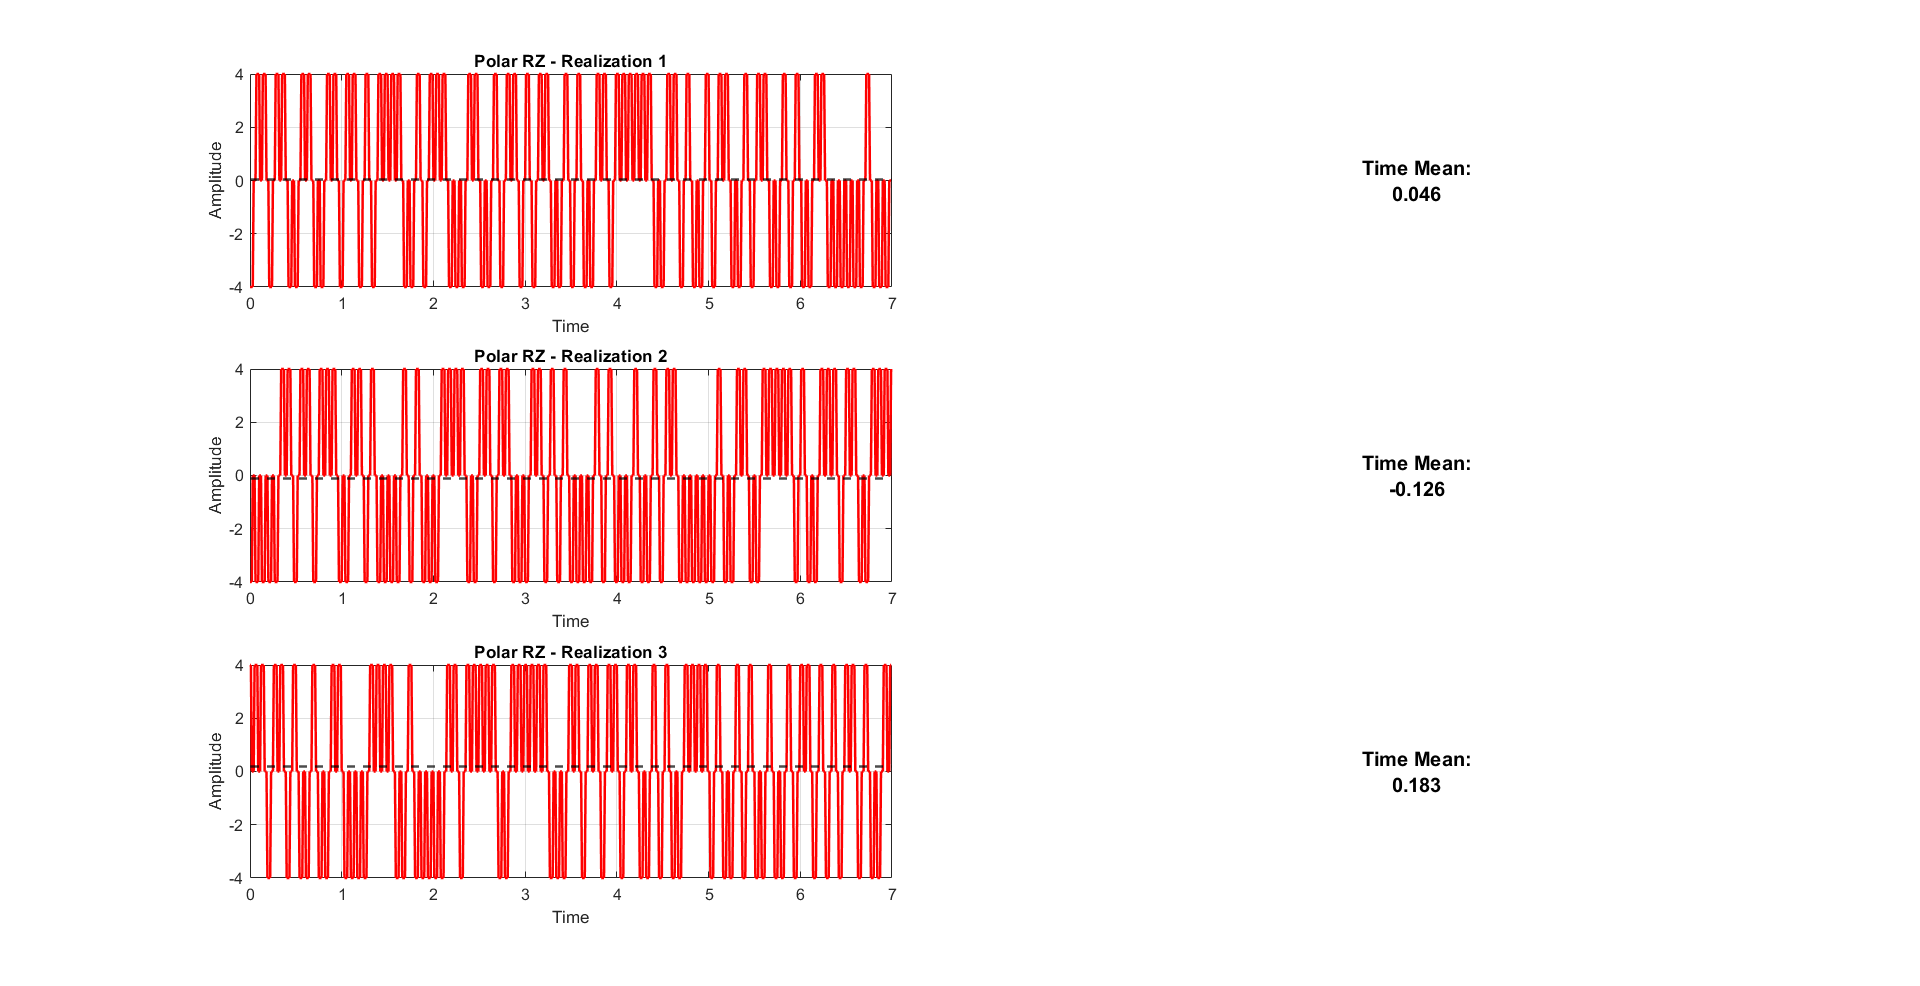 Polar RZ - Realization 1
4
2
0
-2
-4
Amplitude
0 1 2 3 4 5 6 7
Time
Time Mean:
0.046
Polar RZ - Realization 2
4
2
0
-2
-4
Amplitude
0 1 2 3 4 5 6 7
Time
Time Mean:
-0.126
Polar RZ - Realization 3
4
2
0
-2
-4
Amplitude
0 1 2 3 4 5 6 7
Time
Time Mean:
0.183